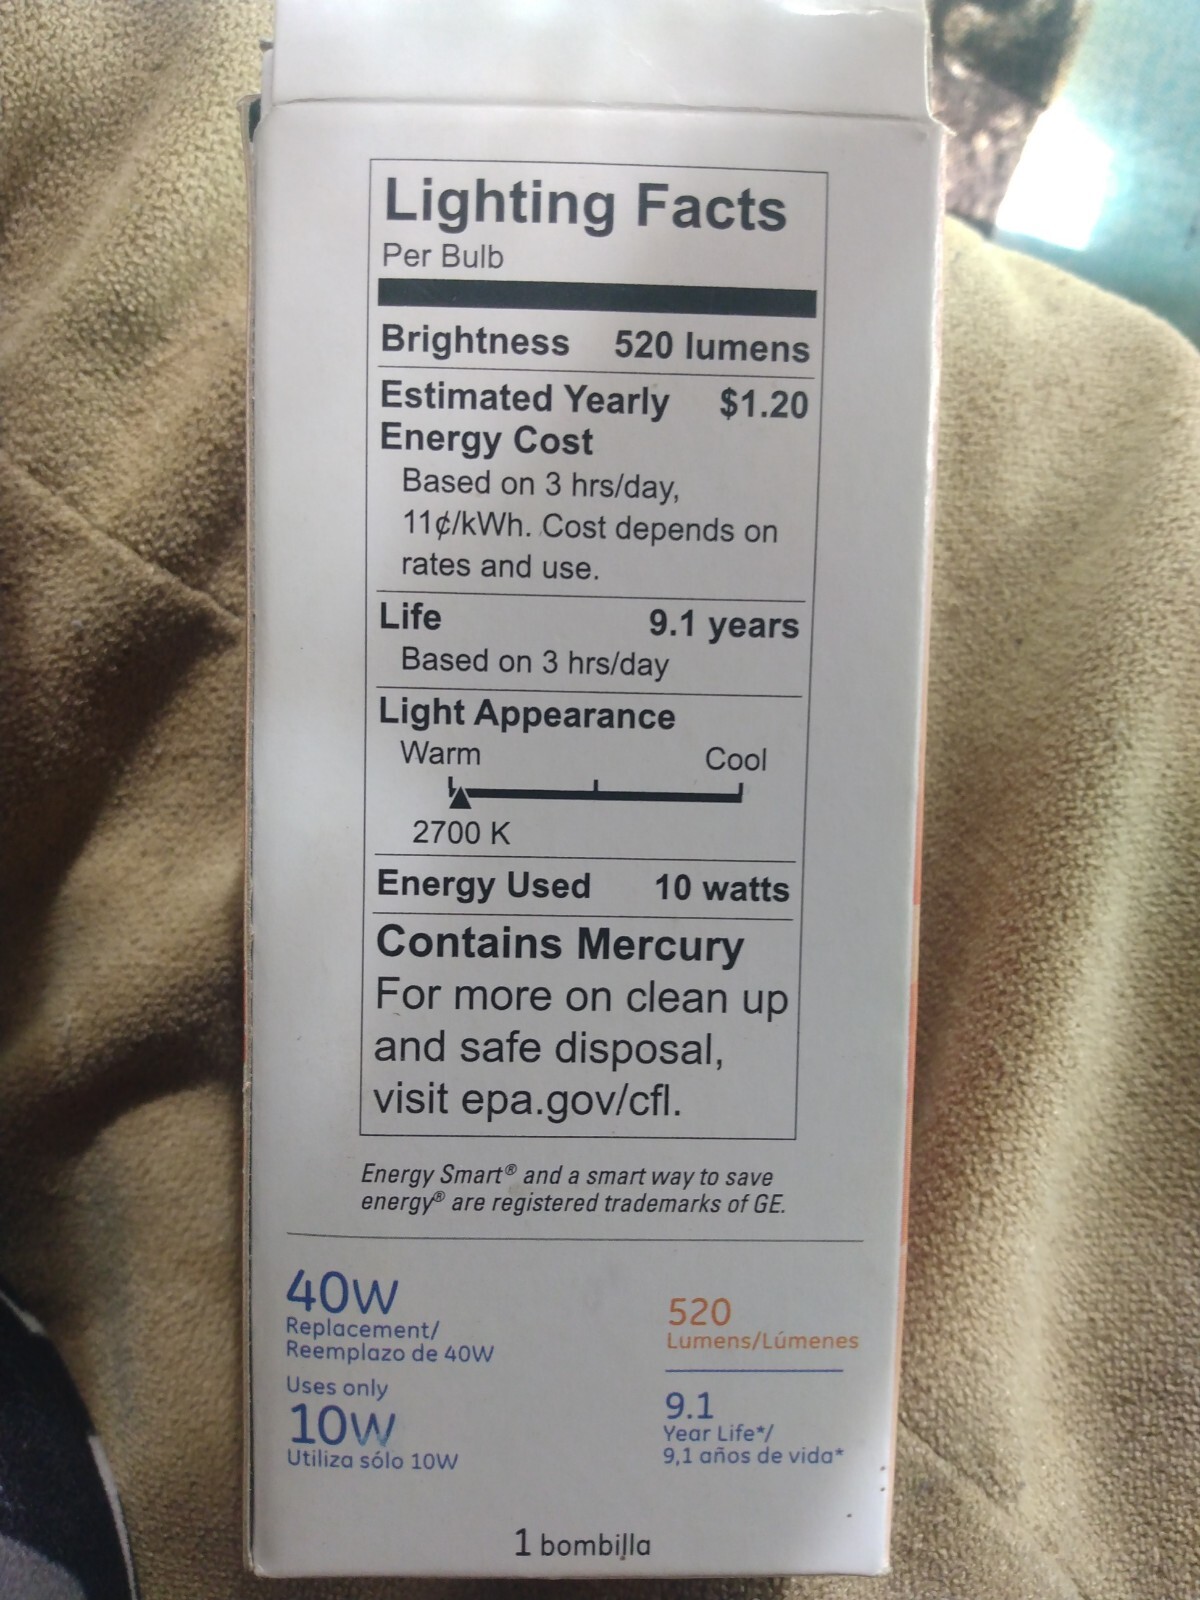 Lighting Facts
Per Bulb
Brightness 520 lumens
Estimated Yearly $1.20
Energy Cost
Based on 3 hrs/day,
11¢/kWh. Cost depends on
rates and use.
Life 9.1 years
Based on 3 hrs/day
Light Appearance
Warm Cool
2700 K
Energy Used 10 watts
Contains Mercury
For more on clean up
and safe disposal,
visit epa.gov/cfl.
Energy Smart® and a smart way to save
energy® are registered trademarks of GE.
40W
Replacement/
Reemplazo de 40W
Uses only
10W
Utiliza sólo 10W
520
Lumens/Lúmenes
9.1
Year Life*/
9,1 años de vida*
1 bombilla